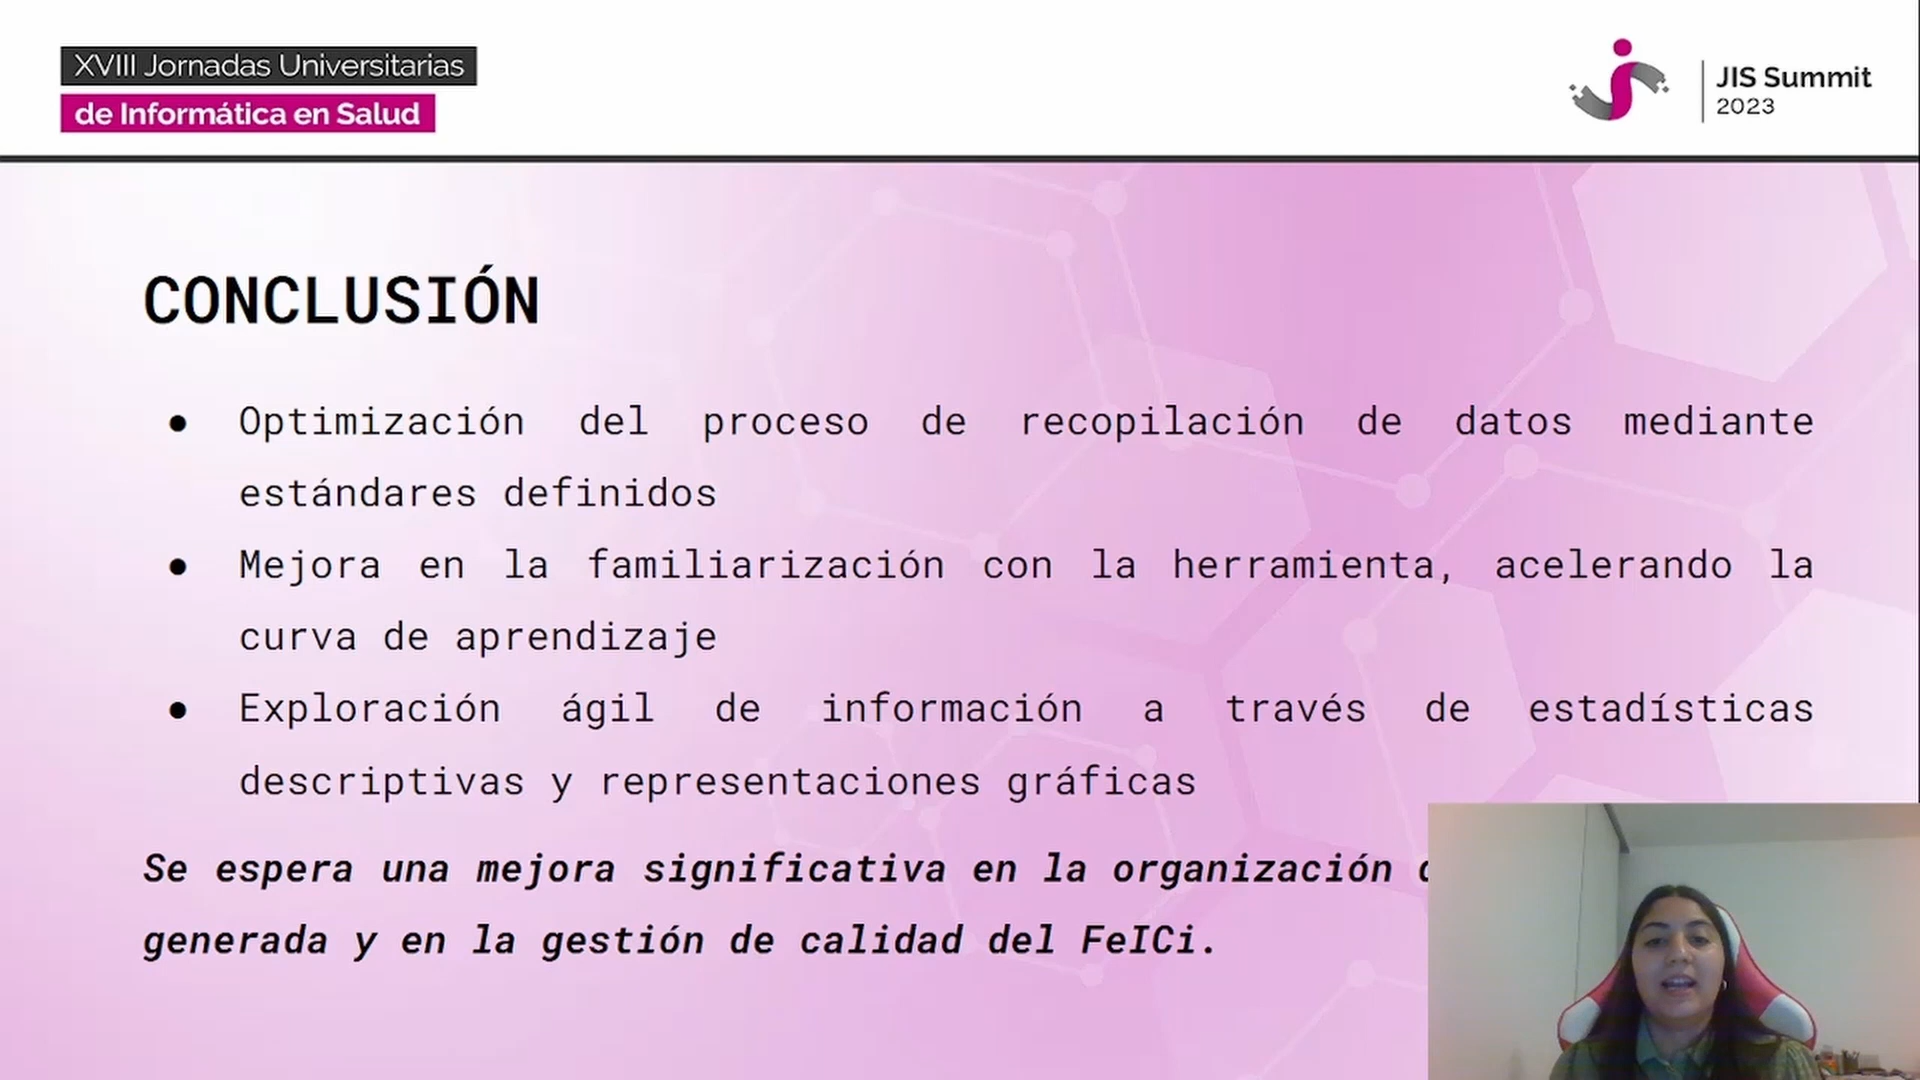 XVIII Jornadas Universitarias
de Informática en Salud
JIS Summit
2023
CONCLUSIÓN
● Optimización del proceso de recopilación de datos mediante
estándares definidos
● Mejora en la familiarización con la herramienta, acelerando la
curva de aprendizaje
● Exploración ágil de información a través de estadísticas
descriptivas y representaciones gráficas
Se espera una mejora significativa en la organización
generada y en la gestión de calidad del FeICi.